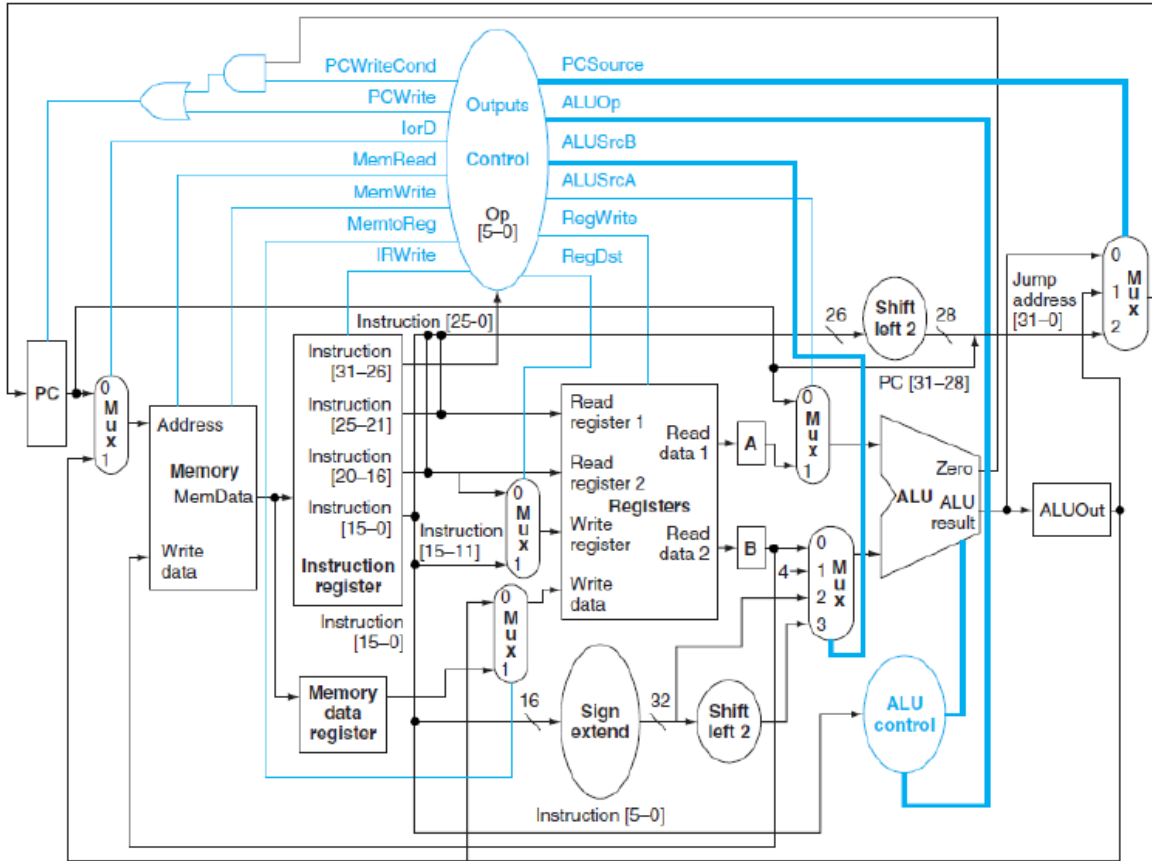 PCWriteCond
PCWrite
IorD
MemRead
MemWrite
MemtoReg
IRWrite
Outputs
Control
Op
[5–0]
PCSource
ALUOp
ALUSrcB
ALUSrcA
RegWrite
RegDst
Instruction [25-0]
26
Shift
left 2
28
Jump
address
[31–0]
0
1
2
M
u
x
PC [31–28]
PC
0
M
u
x
1
Address
Memory
MemData
Write
data
Instruction
[31–26]
Instruction
[25–21]
Instruction
[20–16]
Instruction
[15–0]
Instruction
register
Instruction
[15–0]
Memory
data
register
Instruction
[15–11]
0
M
u
x
1
0
M
u
x
1
Read
register 1
Read
register 2
Registers
Write
register
Write
data
Read
data 1
Read
data 2
A
B
0
M
u
x
1
4
0
1
2
3
M
u
x
Zero
ALU
ALU
result
ALUOut
16
Sign
extend
32
Shift
left 2
ALU
control
Instruction [5–0]